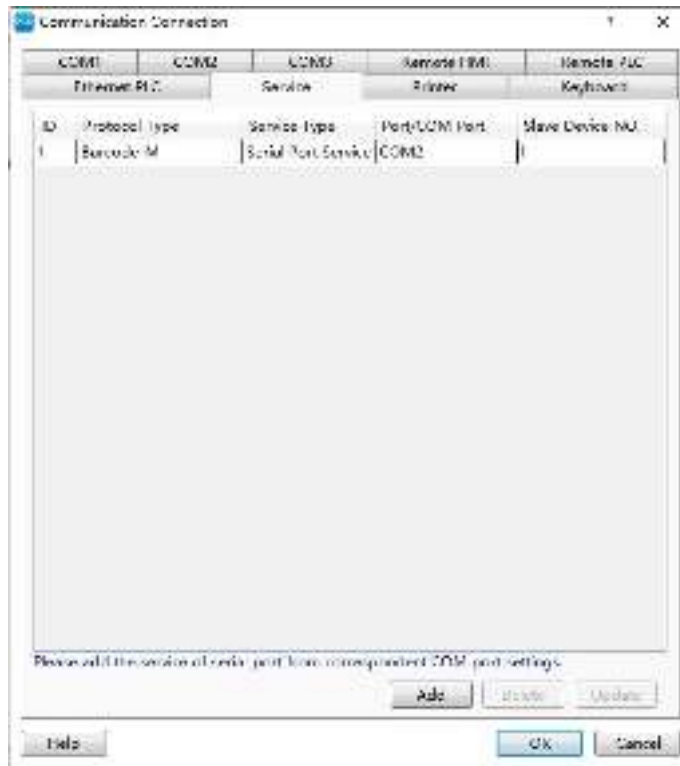 Communication Connection ? ×
COM1 COM2 COM3 Remote HMI Remote PLC
Ethernet PLC Service Printer Keyboard
ID Protocol Type Service Type Port/COM Port Slave Device NO.
1 Barcode M Serial Port Service COM2 1
Please add the service of serial port from correspondent COM port settings.
Add Delete Update
Help OK Cancel